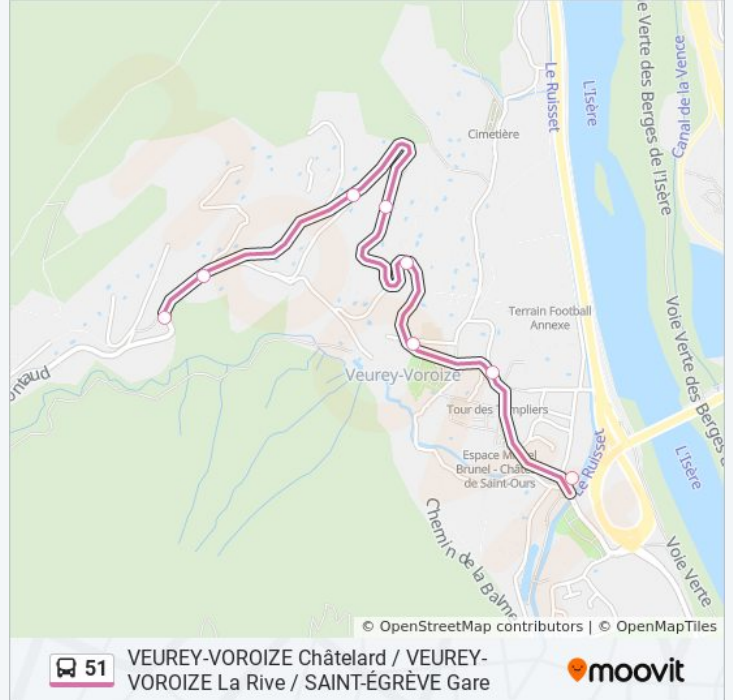 Le Ruisset
L'Isère
Voie Verte des Berges de l'Isère
Canal de la Vence
Cimetière
Terrain Football
Annexe
Voie Verte des Berges
Veurey-Voroize
Tour des Templiers
Espace
Brunel - Chât
de Saint-Ours
Le Ruisset
L'Isère
Chemin de la Balme
Voie Verte
© OpenStreetMap contributors | © OpenMapTiles
51
VEUREY-VOROIZE Châtelard / VEUREY-
VOROIZE La Rive / SAINT-ÉGRÈVE Gare
moovit